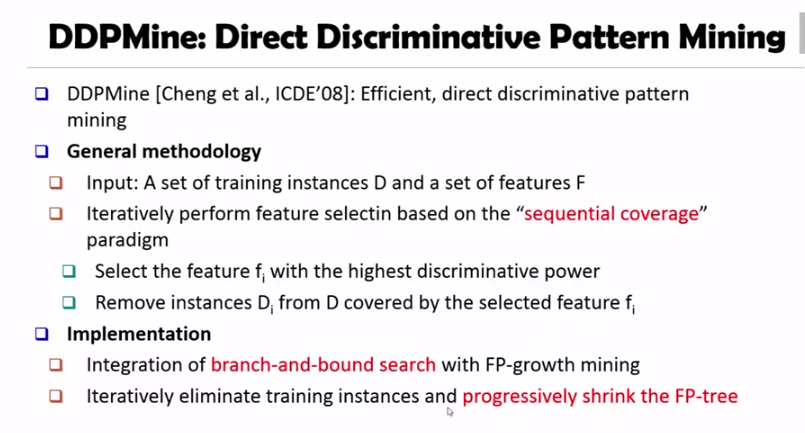 DDPMine: Direct Discriminative Pattern Mining
DDPMine [Cheng et al., ICDE'08]: Efficient, direct discriminative pattern
mining
General methodology
Input: A set of training instances D and a set of features F
Iteratively perform feature selectin based on the “sequential coverage”
paradigm
Select the feature fi with the highest discriminative power
Remove instances Di from D covered by the selected feature fi
Implementation
Integration of branch-and-bound search with FP-growth mining
Iteratively eliminate training instances and progressively shrink the FP-tree